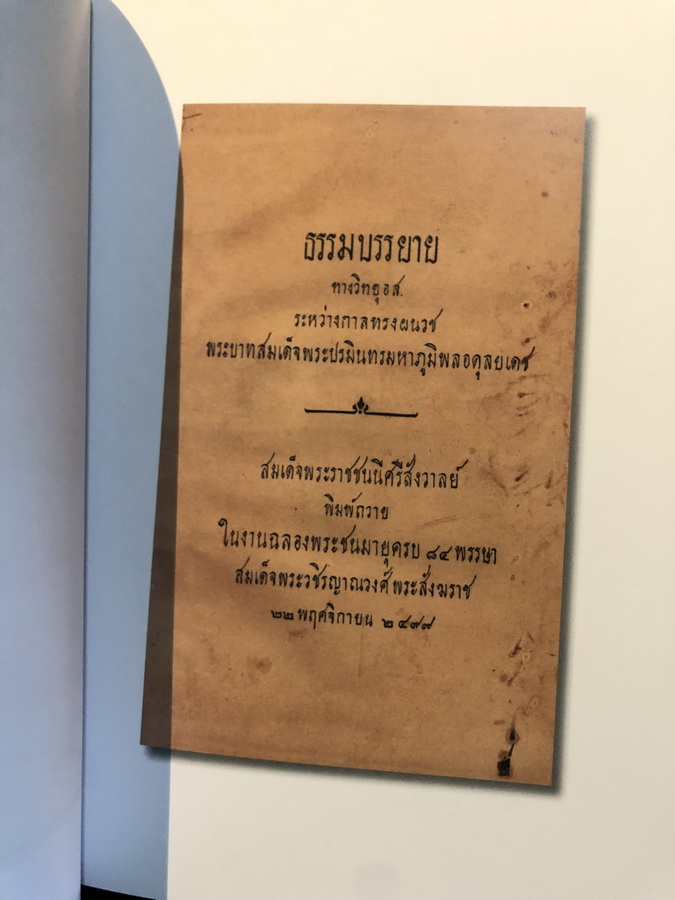 ธรรมบรรยาย
ทางวิทยุอส.
ระหว่างกาลทรงผนวช
พระบาทสมเด็จพระปรมินทรมหาภูมิพลอดุลยเดช
สมเด็จพระราชชนนีศรีสังวาลย์
พิมพ์ถวาย
ในงานฉลองพระชนมายุครบ ๘๔ พรรษา
สมเด็จพระวชิรญาณวงศ์ พระสังฆราช
๒๒ พฤศจิกายน ๒๔๙๙